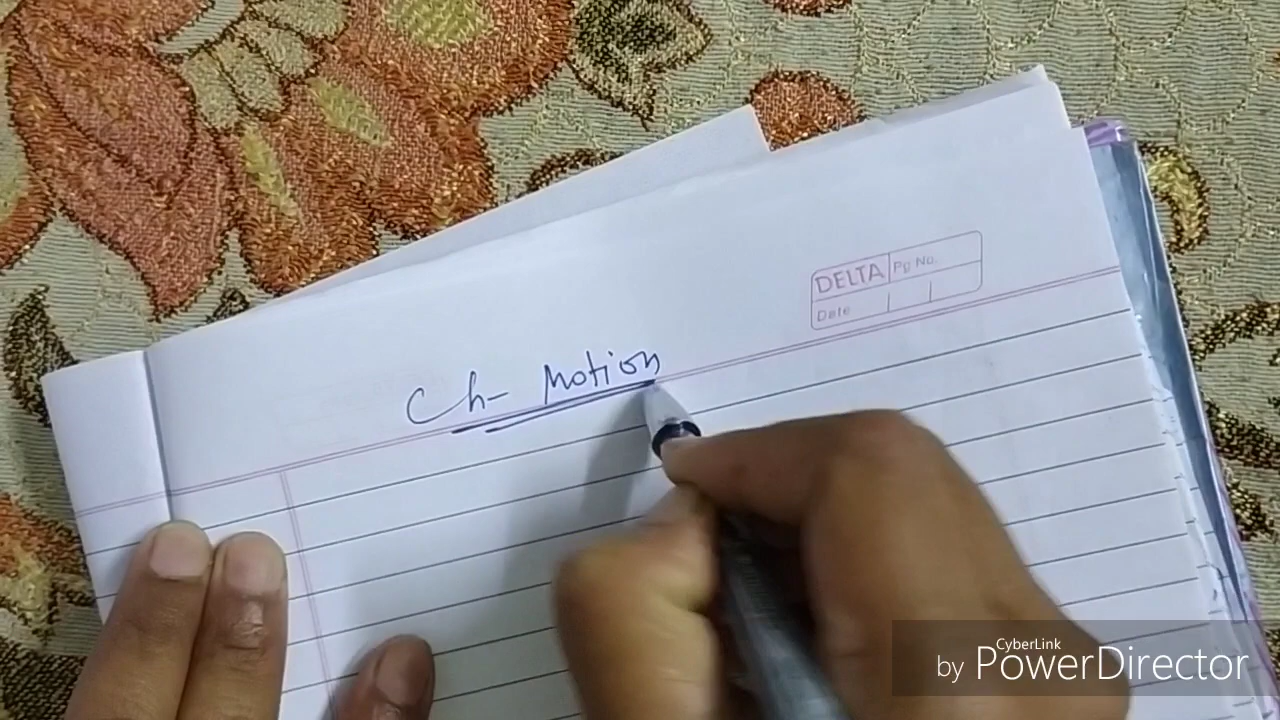 DELTA Pg No.
Date
Ch- Motion
CyberLink
by PowerDirector